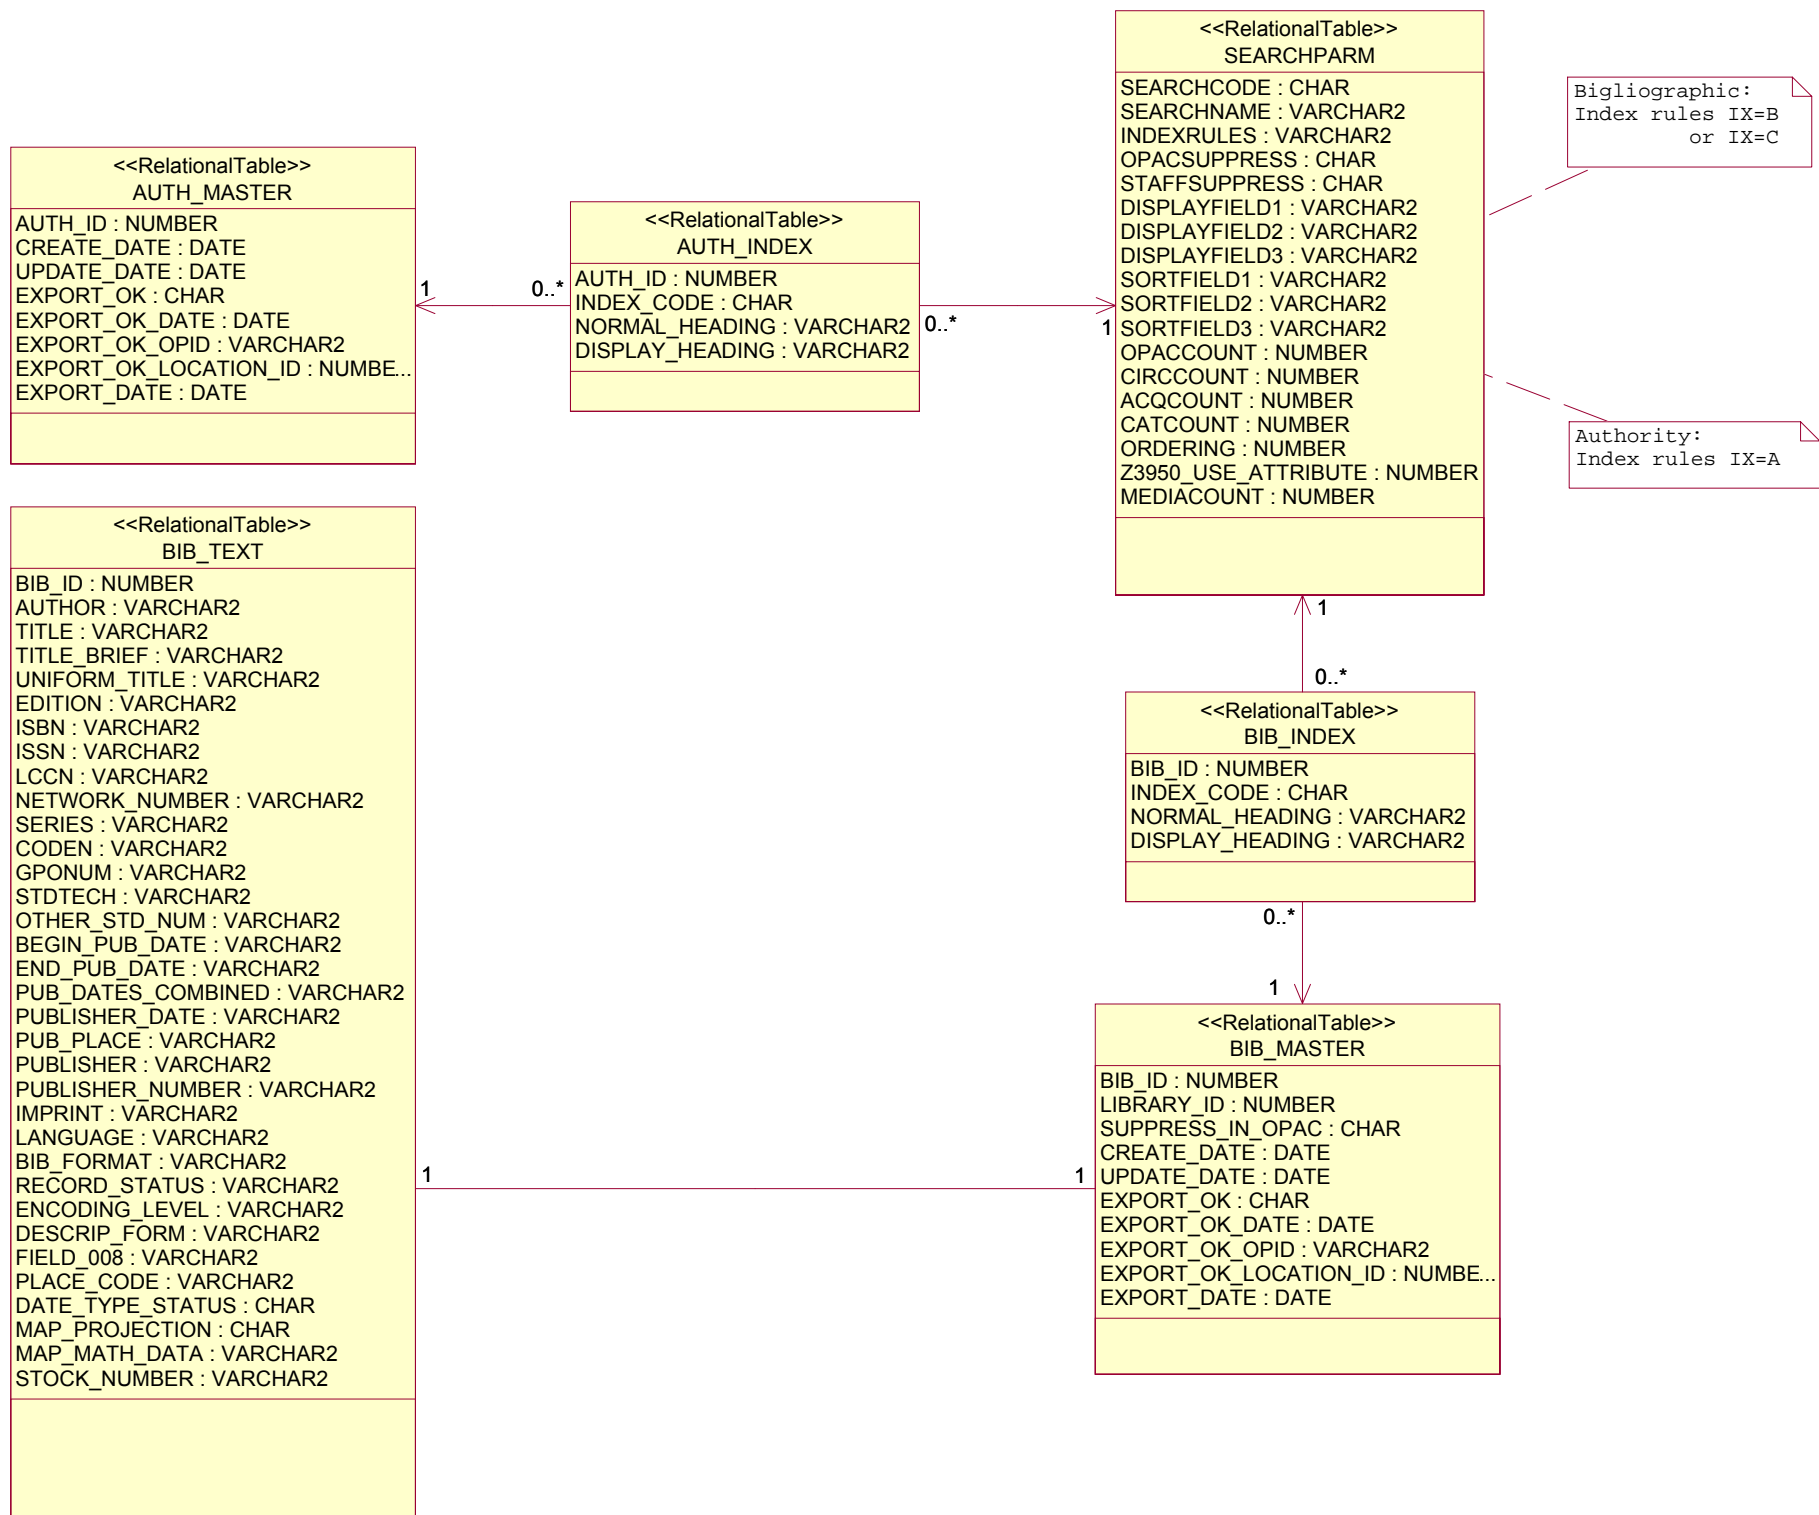 <<RelationalTable>>
AUTH_MASTER
AUTH_ID : NUMBER
CREATE_DATE : DATE
UPDATE_DATE : DATE
EXPORT_OK : CHAR
EXPORT_OK_DATE : DATE
EXPORT_OK_OPID : VARCHAR2
EXPORT_OK_LOCATION_ID : NUMBE...
EXPORT_DATE : DATE
1
0..*
<<RelationalTable>>
AUTH_INDEX
AUTH_ID : NUMBER
INDEX_CODE : CHAR
NORMAL_HEADING : VARCHAR2
DISPLAY_HEADING : VARCHAR2
0..*
1
<<RelationalTable>>
SEARCHPARM
SEARCHCODE : CHAR
SEARCHNAME : VARCHAR2
INDEXRULES : VARCHAR2
OPACSUPPRESS : CHAR
STAFFSUPPRESS : CHAR
DISPLAYFIELD1 : VARCHAR2
DISPLAYFIELD2 : VARCHAR2
DISPLAYFIELD3 : VARCHAR2
SORTFIELD1 : VARCHAR2
SORTFIELD2 : VARCHAR2
SORTFIELD3 : VARCHAR2
OPACCOUNT : NUMBER
CIRCCOUNT : NUMBER
ACQCOUNT : NUMBER
CATCOUNT : NUMBER
ORDERING : NUMBER
Z3950_USE_ATTRIBUTE : NUMBER
MEDIACOUNT : NUMBER
Bigliographic:
Index rules IX=B
or IX=C
Authority:
Index rules IX=A
<<RelationalTable>>
BIB_TEXT
BIB_ID : NUMBER
AUTHOR : VARCHAR2
TITLE : VARCHAR2
TITLE_BRIEF : VARCHAR2
UNIFORM_TITLE : VARCHAR2
EDITION : VARCHAR2
ISBN : VARCHAR2
ISSN : VARCHAR2
LCCN : VARCHAR2
NETWORK_NUMBER : VARCHAR2
SERIES : VARCHAR2
CODEN : VARCHAR2
GPONUM : VARCHAR2
STDTECH : VARCHAR2
OTHER_STD_NUM : VARCHAR2
BEGIN_PUB_DATE : VARCHAR2
END_PUB_DATE : VARCHAR2
PUB_DATES_COMBINED : VARCHAR2
PUBLISHER_DATE : VARCHAR2
PUB_PLACE : VARCHAR2
PUBLISHER : VARCHAR2
PUBLISHER_NUMBER : VARCHAR2
IMPRINT : VARCHAR2
LANGUAGE : VARCHAR2
BIB_FORMAT : VARCHAR2
RECORD_STATUS : VARCHAR2
ENCODING_LEVEL : VARCHAR2
DESCRIP_FORM : VARCHAR2
FIELD_008 : VARCHAR2
PLACE_CODE : VARCHAR2
DATE_TYPE_STATUS : CHAR
MAP_PROJECTION : CHAR
MAP_MATH_DATA : VARCHAR2
STOCK_NUMBER : VARCHAR2
1
1
1
0..*
<<RelationalTable>>
BIB_INDEX
BIB_ID : NUMBER
INDEX_CODE : CHAR
NORMAL_HEADING : VARCHAR2
DISPLAY_HEADING : VARCHAR2
0..*
1
<<RelationalTable>>
BIB_MASTER
BIB_ID : NUMBER
LIBRARY_ID : NUMBER
SUPPRESS_IN_OPAC : CHAR
CREATE_DATE : DATE
UPDATE_DATE : DATE
EXPORT_OK : CHAR
EXPORT_OK_DATE : DATE
EXPORT_OK_OPID : VARCHAR2
EXPORT_OK_LOCATION_ID : NUMBE...
EXPORT_DATE : DATE